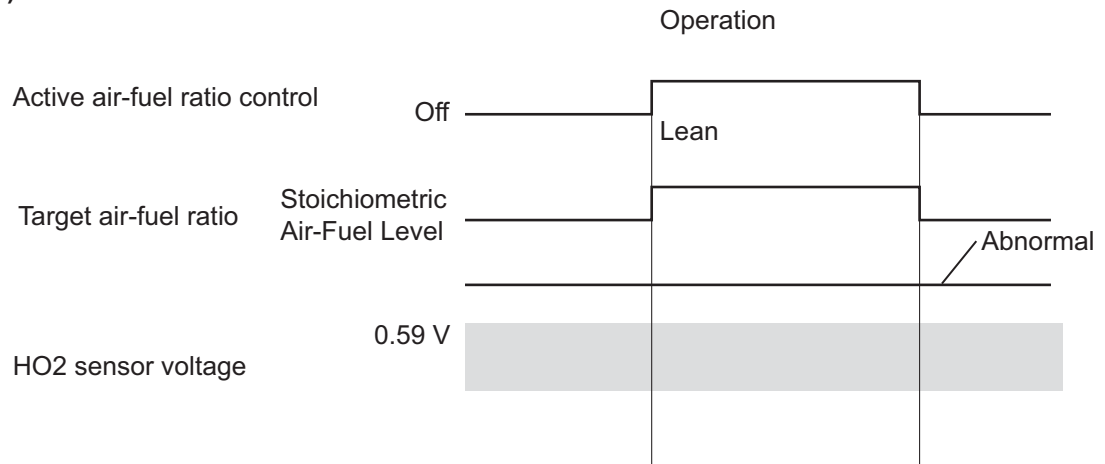 )
Operation
Active air-fuel ratio control
Off
Lean
Target air-fuel ratio
Stoichiometric
Air-Fuel Level
Abnormal
0.59 V
HO2 sensor voltage